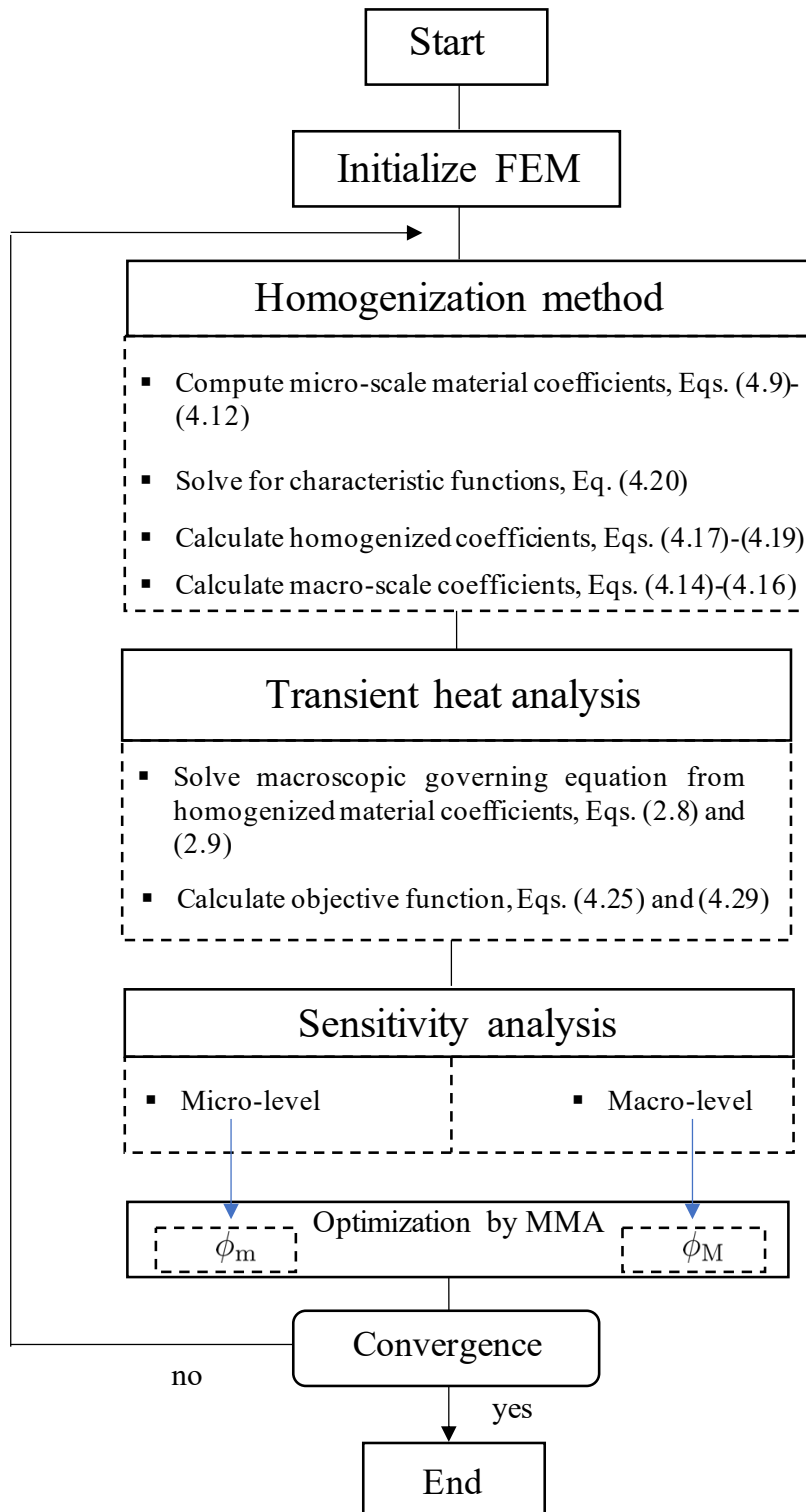 Start
Initialize FEM
Homogenization method
▪ Compute micro-scale material coefficients, Eqs. (4.9)-
(4.12)
▪ Solve for characteristic functions, Eq. (4.20)
▪ Calculate homogenized coefficients, Eqs. (4.17)-(4.19)
▪ Calculate macro-scale coefficients, Eqs. (4.14)-(4.16)
Transient heat analysis
▪ Solve macroscopic governing equation from
homogenized material coefficients, Eqs. (2.8) and
(2.9)
▪ Calculate objective function, Eqs. (4.25) and (4.29)
Sensitivity analysis
▪ Micro-level
▪ Macro-level
Optimization by MMA
ϕm
ϕM
Convergence
no
yes
End